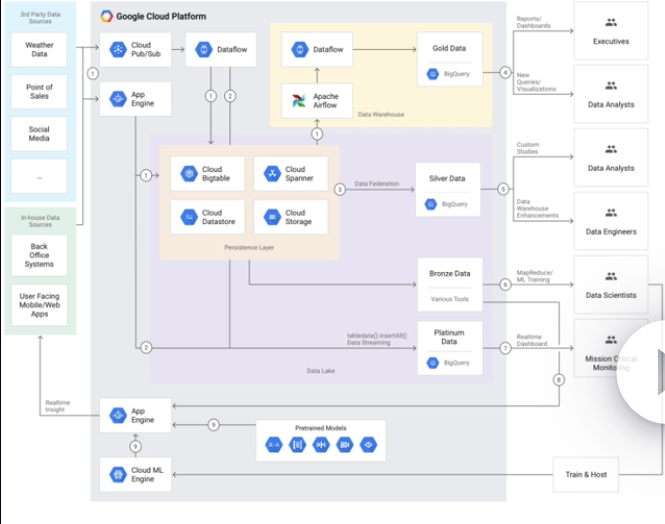 3rd Party Data
Sources
Weather
Data
Point of
Sales
Social
Media
...
In-house Data
Sources
Back
Office
Systems
User Facing
Mobile/Web
Apps
Realtime
Insight
Google Cloud Platform
1
Cloud
Pub/Sub
Dataflow
App
Engine
1
2
Dataflow
Apache
Airflow
Gold Data
BigQuery
Data Warehouse
1
1
Cloud
Bigtable
Cloud
Spanner
Cloud
Datastore
Cloud
Storage
Persistence Layer
3
Data Federation
Silver Data
BigQuery
Bronze Data
Various Tools
2
tabledata().insertAll()
Data Streaming
Platinum
Data
BigQuery
Data Lake
4
Reports/
Dashboards
New
Queries/
Visualizations
5
Custom
Studies
Data
Warehouse
Enhancements
6
MapReduce/
ML Training
7
Realtime
Dashboard
8
Executives
Data Analysts
Data Analysts
Data Engineers
Data Scientists
Mission Critical
Monitoring
App
Engine
9
Pretrained Models
9
Cloud ML
Engine
Train & Host